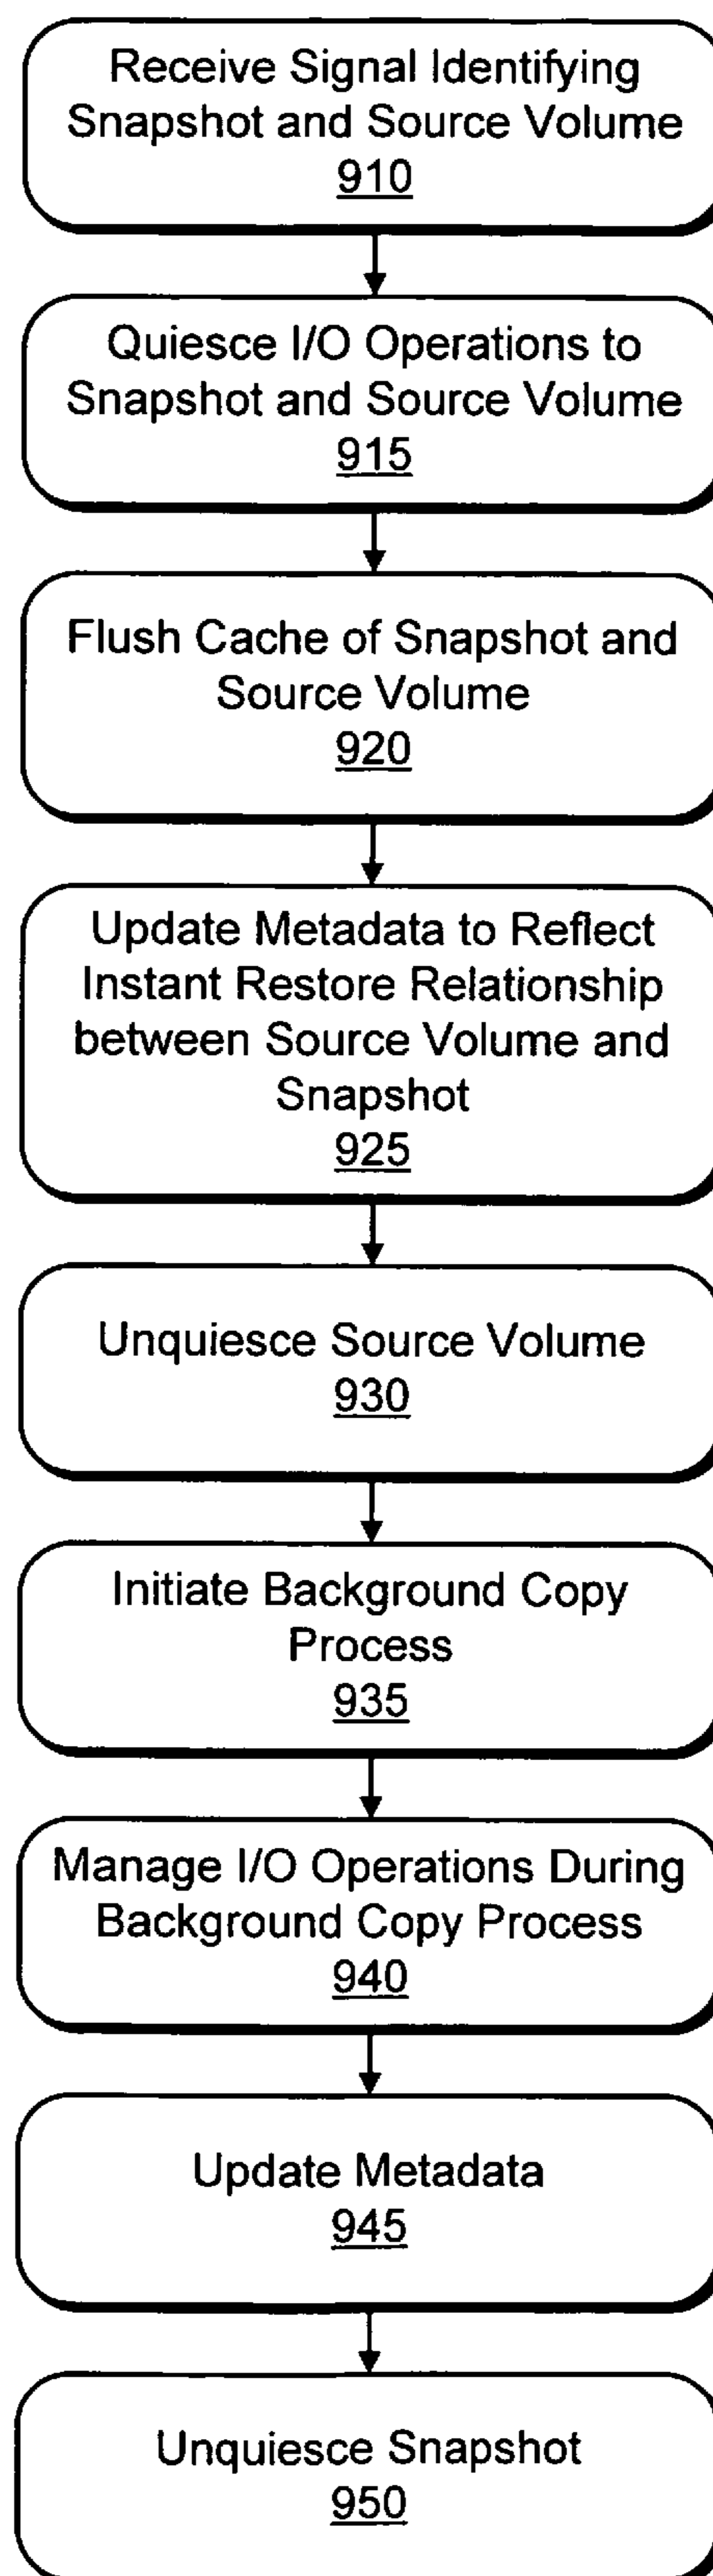 Receive Signal Identifying
Snapshot and Source Volume
910
Quiesce I/O Operations to
Snapshot and Source Volume
915
Flush Cache of Snapshot and
Source Volume
920
Update Metadata to Reflect
Instant Restore Relationship
between Source Volume and
Snapshot
925
Unquiesce Source Volume
930
Initiate Background Copy
Process
935
Manage I/O Operations During
Background Copy Process
940
Update Metadata
945
Unquiesce Snapshot
950